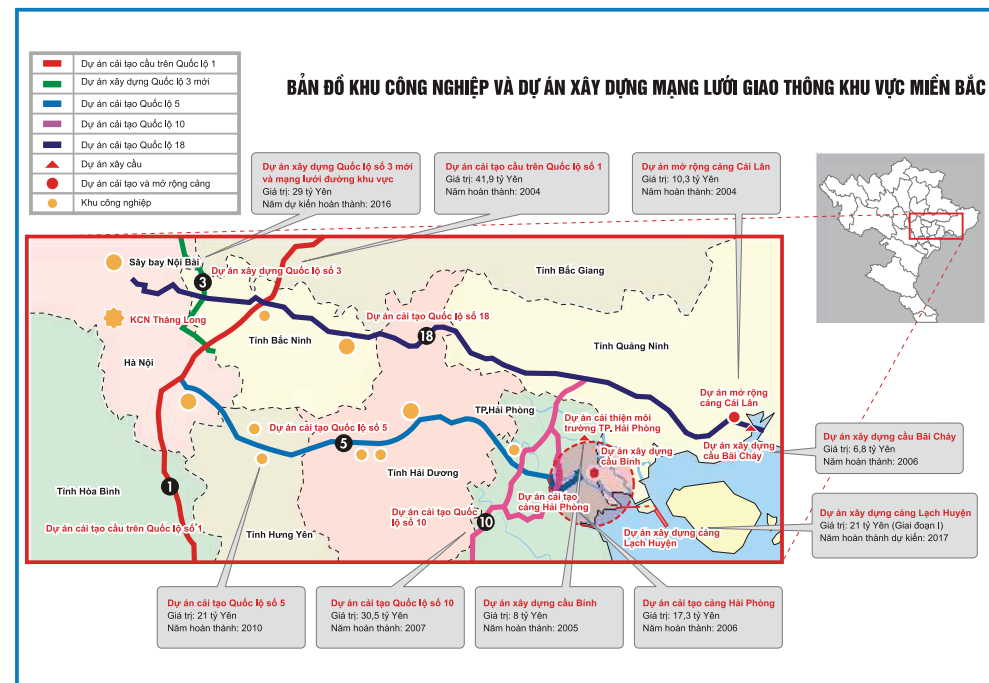 BẢN ĐỒ KHU CÔNG NGHIỆP VÀ DỰ ÁN XÂY DỰNG MẠNG LƯỚI GIAO THÔNG KHU VỰC MIỀN BẮC
Dự án cải tạo cầu trên Quốc lộ 1
Dự án xây dựng Quốc lộ 3 mới
Dự án cải tạo Quốc lộ 5
Dự án cải tạo Quốc lộ 10
Dự án cải tạo Quốc lộ 18
Dự án xây cầu
Dự án cải tạo và mở rộng cảng
Khu công nghiệp
Dự án xây dựng Quốc lộ số 3 mới
và mạng lưới đường khu vực
Giá trị: 29 tỷ Yên
Năm dự kiến hoàn thành: 2016
Dự án cải tạo cầu trên Quốc lộ số 1
Giá trị: 41,9 tỷ Yên
Năm hoàn thành: 2004
Dự án mở rộng cảng Cái Lân
Giá trị: 10,3 tỷ Yên
Năm hoàn thành: 2004
Sây bay Nội Bài
Dự án xây dựng Quốc lộ số 3
3
Tỉnh Bắc Giang
KCN Thăng Long
Dự án cải tạo Quốc lộ số 18
18
Tỉnh Bắc Ninh
Tỉnh Quảng Ninh
Hà Nội
Dự án mở rộng
cảng Cái Lân
TP.Hải Phòng
Dự án cải thiện môi
trường TP. Hải Phòng
Dự án cải tạo Quốc lộ số 5
5
Dự án xây dựng
cầu Bính
Dự án xây dựng
cầu Bãi Cháy
Tỉnh Hải Dương
Tỉnh Hòa Bình
1
Dự án cải tạo
cảng Hải Phòng
Dự án cải tạo Quốc
lộ số 10
10
Dự án cải tạo cầu trên Quốc lộ số 1
Tỉnh Hưng Yên
Dự án xây dựng cảng
Lạch Huyện
Dự án xây dựng cầu Bãi Cháy
Giá trị: 6,8 tỷ Yên
Năm hoàn thành: 2006
Dự án xây dựng cảng Lạch Huyện
Giá trị: 21 tỷ Yên (Giai đoạn I)
Năm hoàn thành dự kiến: 2017
Dự án cải tạo Quốc lộ số 5
Giá trị: 21 tỷ Yên
Năm hoàn thành: 2010
Dự án cải tạo Quốc lộ số 10
Giá trị: 30,5 tỷ Yên
Năm hoàn thành: 2007
Dự án xây dựng cầu Bính
Giá trị: 8 tỷ Yên
Năm hoàn thành: 2005
Dự án cải tạo cảng Hải Phòng
Giá trị: 17,3 tỷ Yên
Năm hoàn thành: 2006